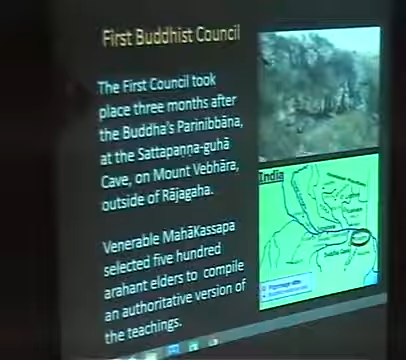 First Buddhist Council
The First Council took
place three months after
the Buddha's Parinibbāna,
at the Sattapaṇṇa-guhā
Cave, on Mount Vebhāra,
outside of Rājagaha.
Venerable MahāKassapa
selected five hundred
arahant elders to compile
an authoritative version of
the teachings.
India